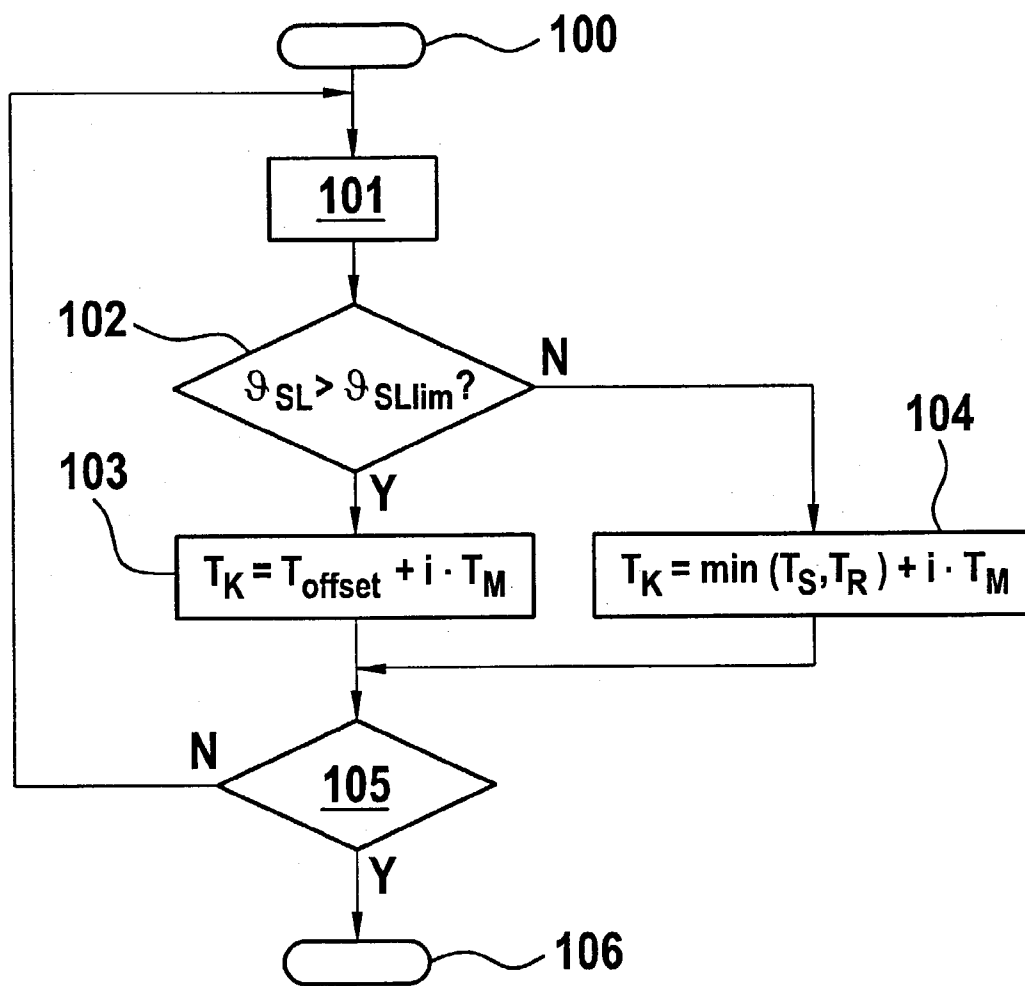 100
101
102
ϑSL > ϑSLlim ?
N
104
103
Y
TK = Toffset + i · TM
TK = min (TS,TR) + i · TM
N
105
Y
106